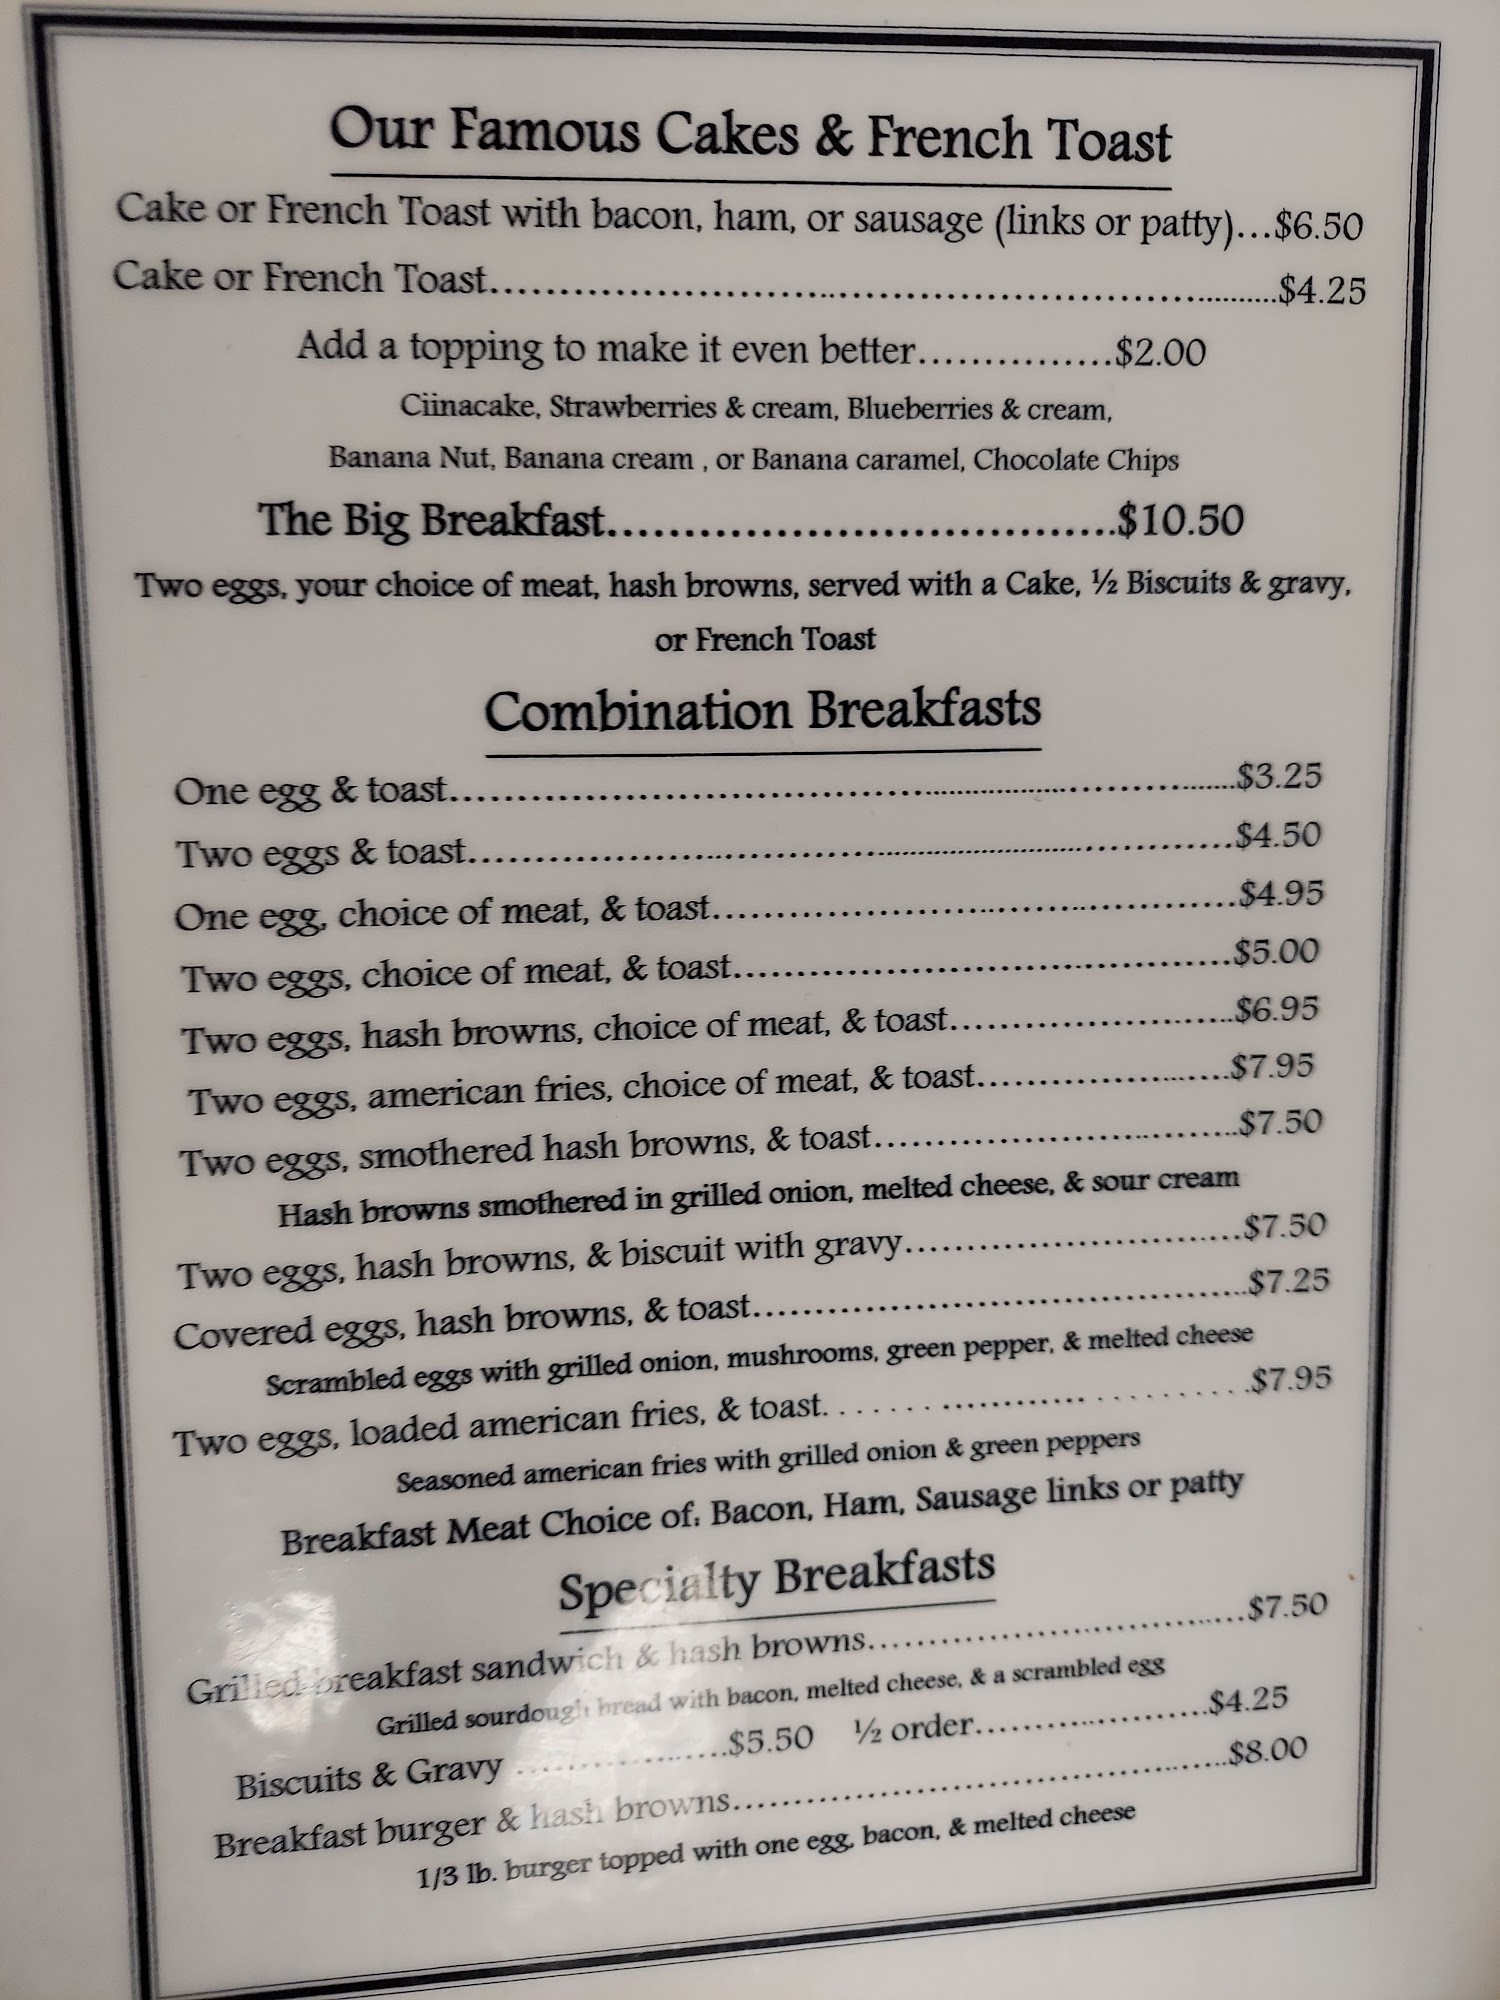 Our Famous Cakes & French Toast
Cake or French Toast with bacon, ham, or sausage (links or patty)...$6.50
Cake or French Toast....................................................$4.25
Add a topping to make it even better...............$2.00
Ciinacake, Strawberries & cream, Blueberries & cream,
Banana Nut, Banana cream , or Banana caramel, Chocolate Chips
The Big Breakfast.................................$10.50
Two eggs, your choice of meat, hash browns, served with a Cake, ½ Biscuits & gravy,
or French Toast
Combination Breakfasts
One egg & toast....................................................$3.25
Two eggs & toast..................................................$4.50
One egg, choice of meat, & toast..................................$4.95
Two eggs, choice of meat, & toast................................$5.00
Two eggs, hash browns, choice of meat, & toast..................$6.95
Two eggs, american fries, choice of meat, & toast................$7.95
Two eggs, smothered hash browns, & toast......................$7.50
Hash browns smothered in grilled onion, melted cheese, & sour cream
Two eggs, hash browns, & biscuit with gravy.....................$7.50
Covered eggs, hash browns, & toast..............................$7.25
Scrambled eggs with grilled onion, mushrooms, green pepper, & melted cheese
Two eggs, loaded american fries, & toast. . . . . . . ................ . . . . . . . . . .$7.95
Seasoned american fries with grilled onion & green peppers
Breakfast Meat Choice of: Bacon, Ham, Sausage links or patty
Specialty Breakfasts
Grilled breakfast sandwich & hash browns........................$7.50
Grilled sourdough bread with bacon, melted cheese, & a scrambled egg
Biscuits & Gravy ..................$5.50 ½ order...............$4.25
Breakfast burger & hash browns................................$8.00
1/3 lb. burger topped with one egg, bacon, & melted cheese